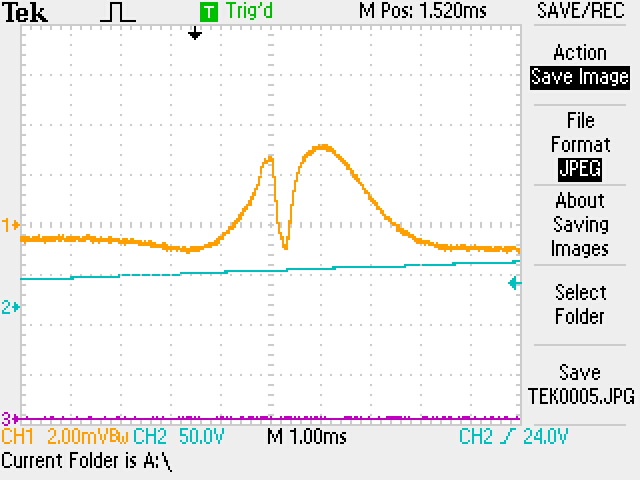 Tek T Trig'd M Pos: 1.520ms SAVE/REC
Action
Save Image
File
Format
JPEG
About
Saving
Images
Select
Folder
Save
TEK0005.JPG
1
2
3
CH1 2.00mVBw CH2 50.0V M 1.00ms CH2 24.0V
Current Folder is A:\